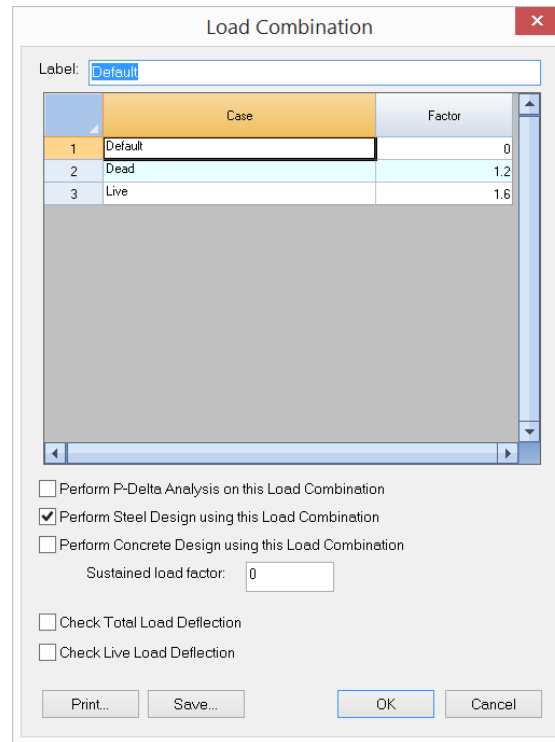 Load Combination
Label: Default
Case Factor
1 Default 0
2 Dead 1.2
3 Live 1.6
Perform P-Delta Analysis on this Load Combination
Perform Steel Design using this Load Combination
Perform Concrete Design using this Load Combination
Sustained load factor: 0
Check Total Load Deflection
Check Live Load Deflection
Print... Save... OK Cancel